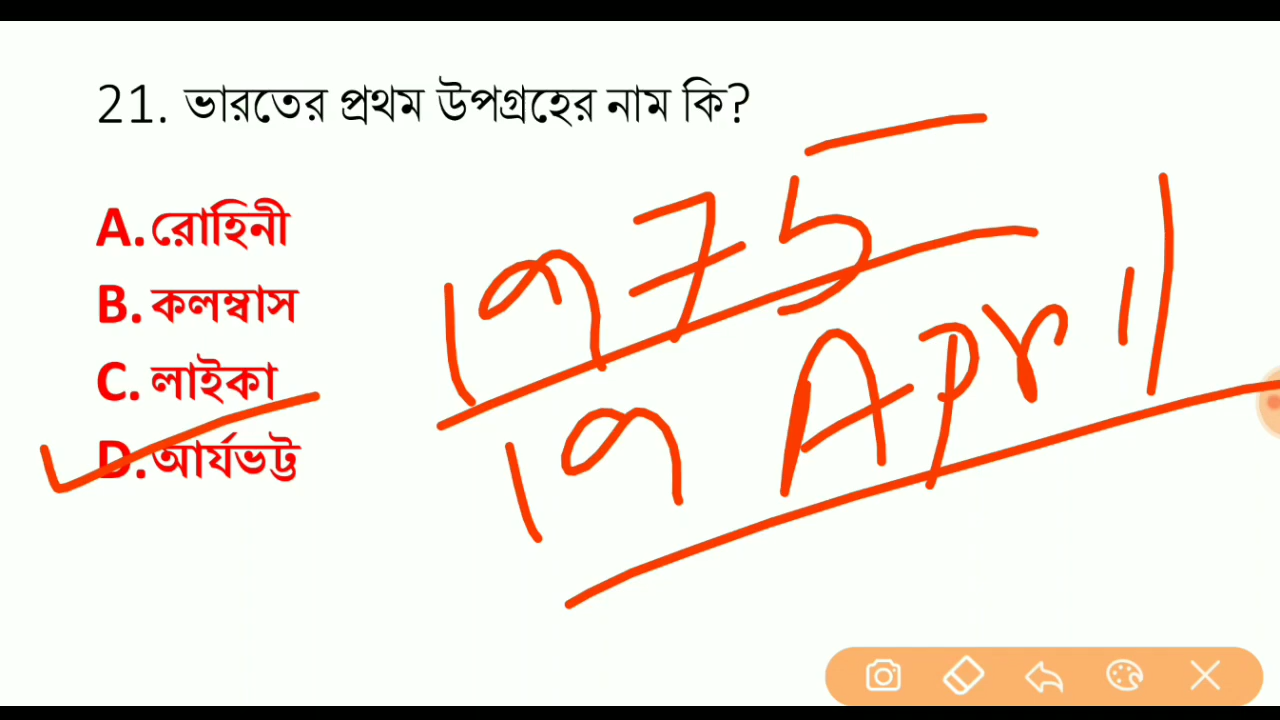 21. ভারতের প্রথম উপগ্রহের নাম কি?
A. রোহিনী
B. কলম্বাস
C. লাইকা
D. আর্যভট্ট
1975
19 April